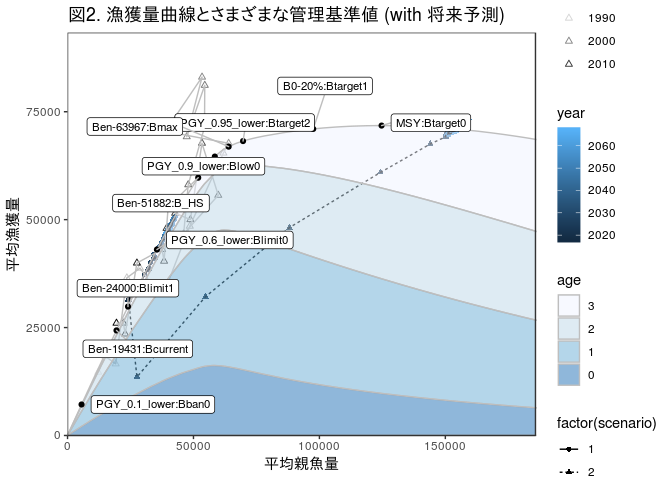 図2. 漁獲量曲線とさまざまな管理基準値 (with 将来予測)
1990
2000
2010
B0-20%:Btarget1
75000
Ben-63967:Bmax
PGY_0.95_lower:Btarget2
MSY:Btarget0
year
2060
2050
2040
2030
2020
PGY_0.9_lower:Blow0
Ben-51882:B_HS
50000
平均漁獲量
PGY_0.6_lower:Blimit0
age
3
2
1
0
Ben-24000:Blimit1
25000
Ben-19431:Bcurrent
PGY_0.1_lower:Bban0
0
0
50000
100000
150000
平均親魚量
factor(scenario)
1
2